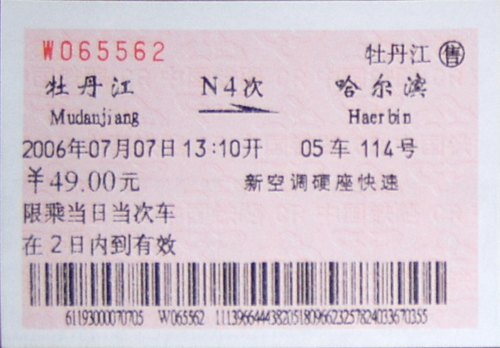 W065562 牡丹江 售
牡丹江 N4次 哈尔滨
Mudanjiang Haerbin
2006年07月07日13:10开 05车 114号
￥49.00元 新空调硬座快速
限乘当日当次车
在2日内到有效
61193000070705 W065562 1113966444382051809662325782403367​0355